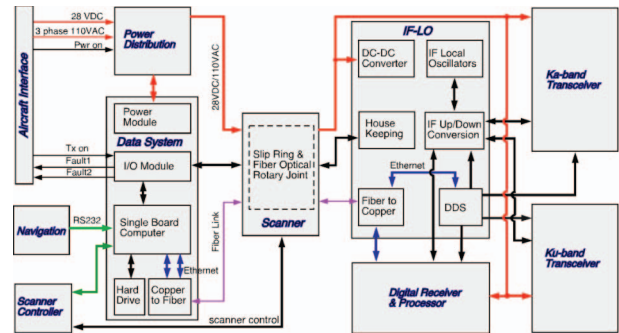 28 VDC
3 phase 110VAC
Pwr on
Aircraft Interface
Power
Distribution
28VDC/110VAC
Power
Module
Data System
Tx on
Fault1
Fault2
I/O Module
Navigation
RS232
Single Board
Computer
Ethernet
Hard
Drive
Copper
to Fiber
Fiber Link
Scanner
Controller
scanner control
Slip Ring &
Fiber Optical
Rotary Joint
Scanner
IF-LO
DC-DC
Converter
IF Local
Oscillators
House
Keeping
IF Up/Down
Conversion
Ethernet
Fiber to
Copper
DDS
Digital Receiver
& Processor
Ka-band
Transceiver
Ku-band
Transceiver